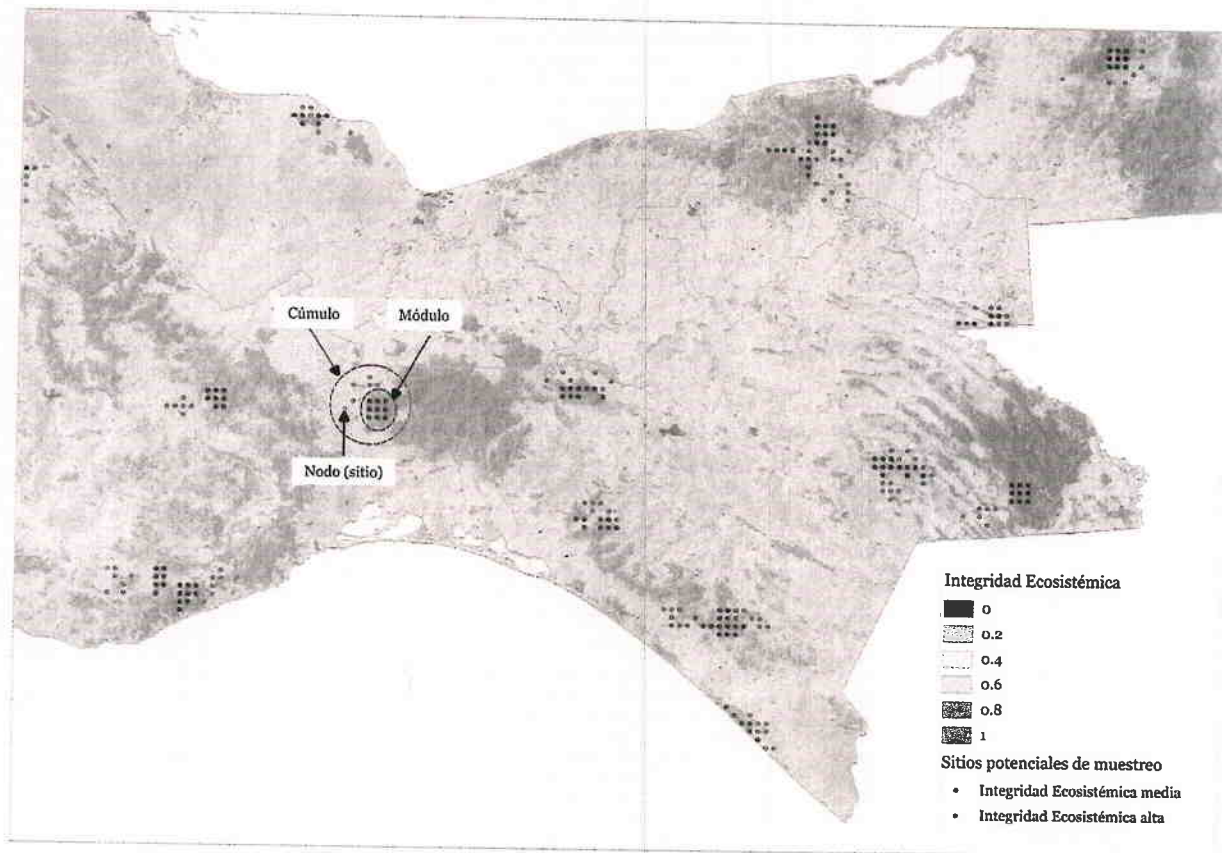 Cúmulo
Módulo
Nodo (sitio)
Integridad Ecosistémica
0
0.2
0.4
0.6
0.8
1
Sitios potenciales de muestreo
• Integridad Ecosistémica media
• Integridad Ecosistémica alta